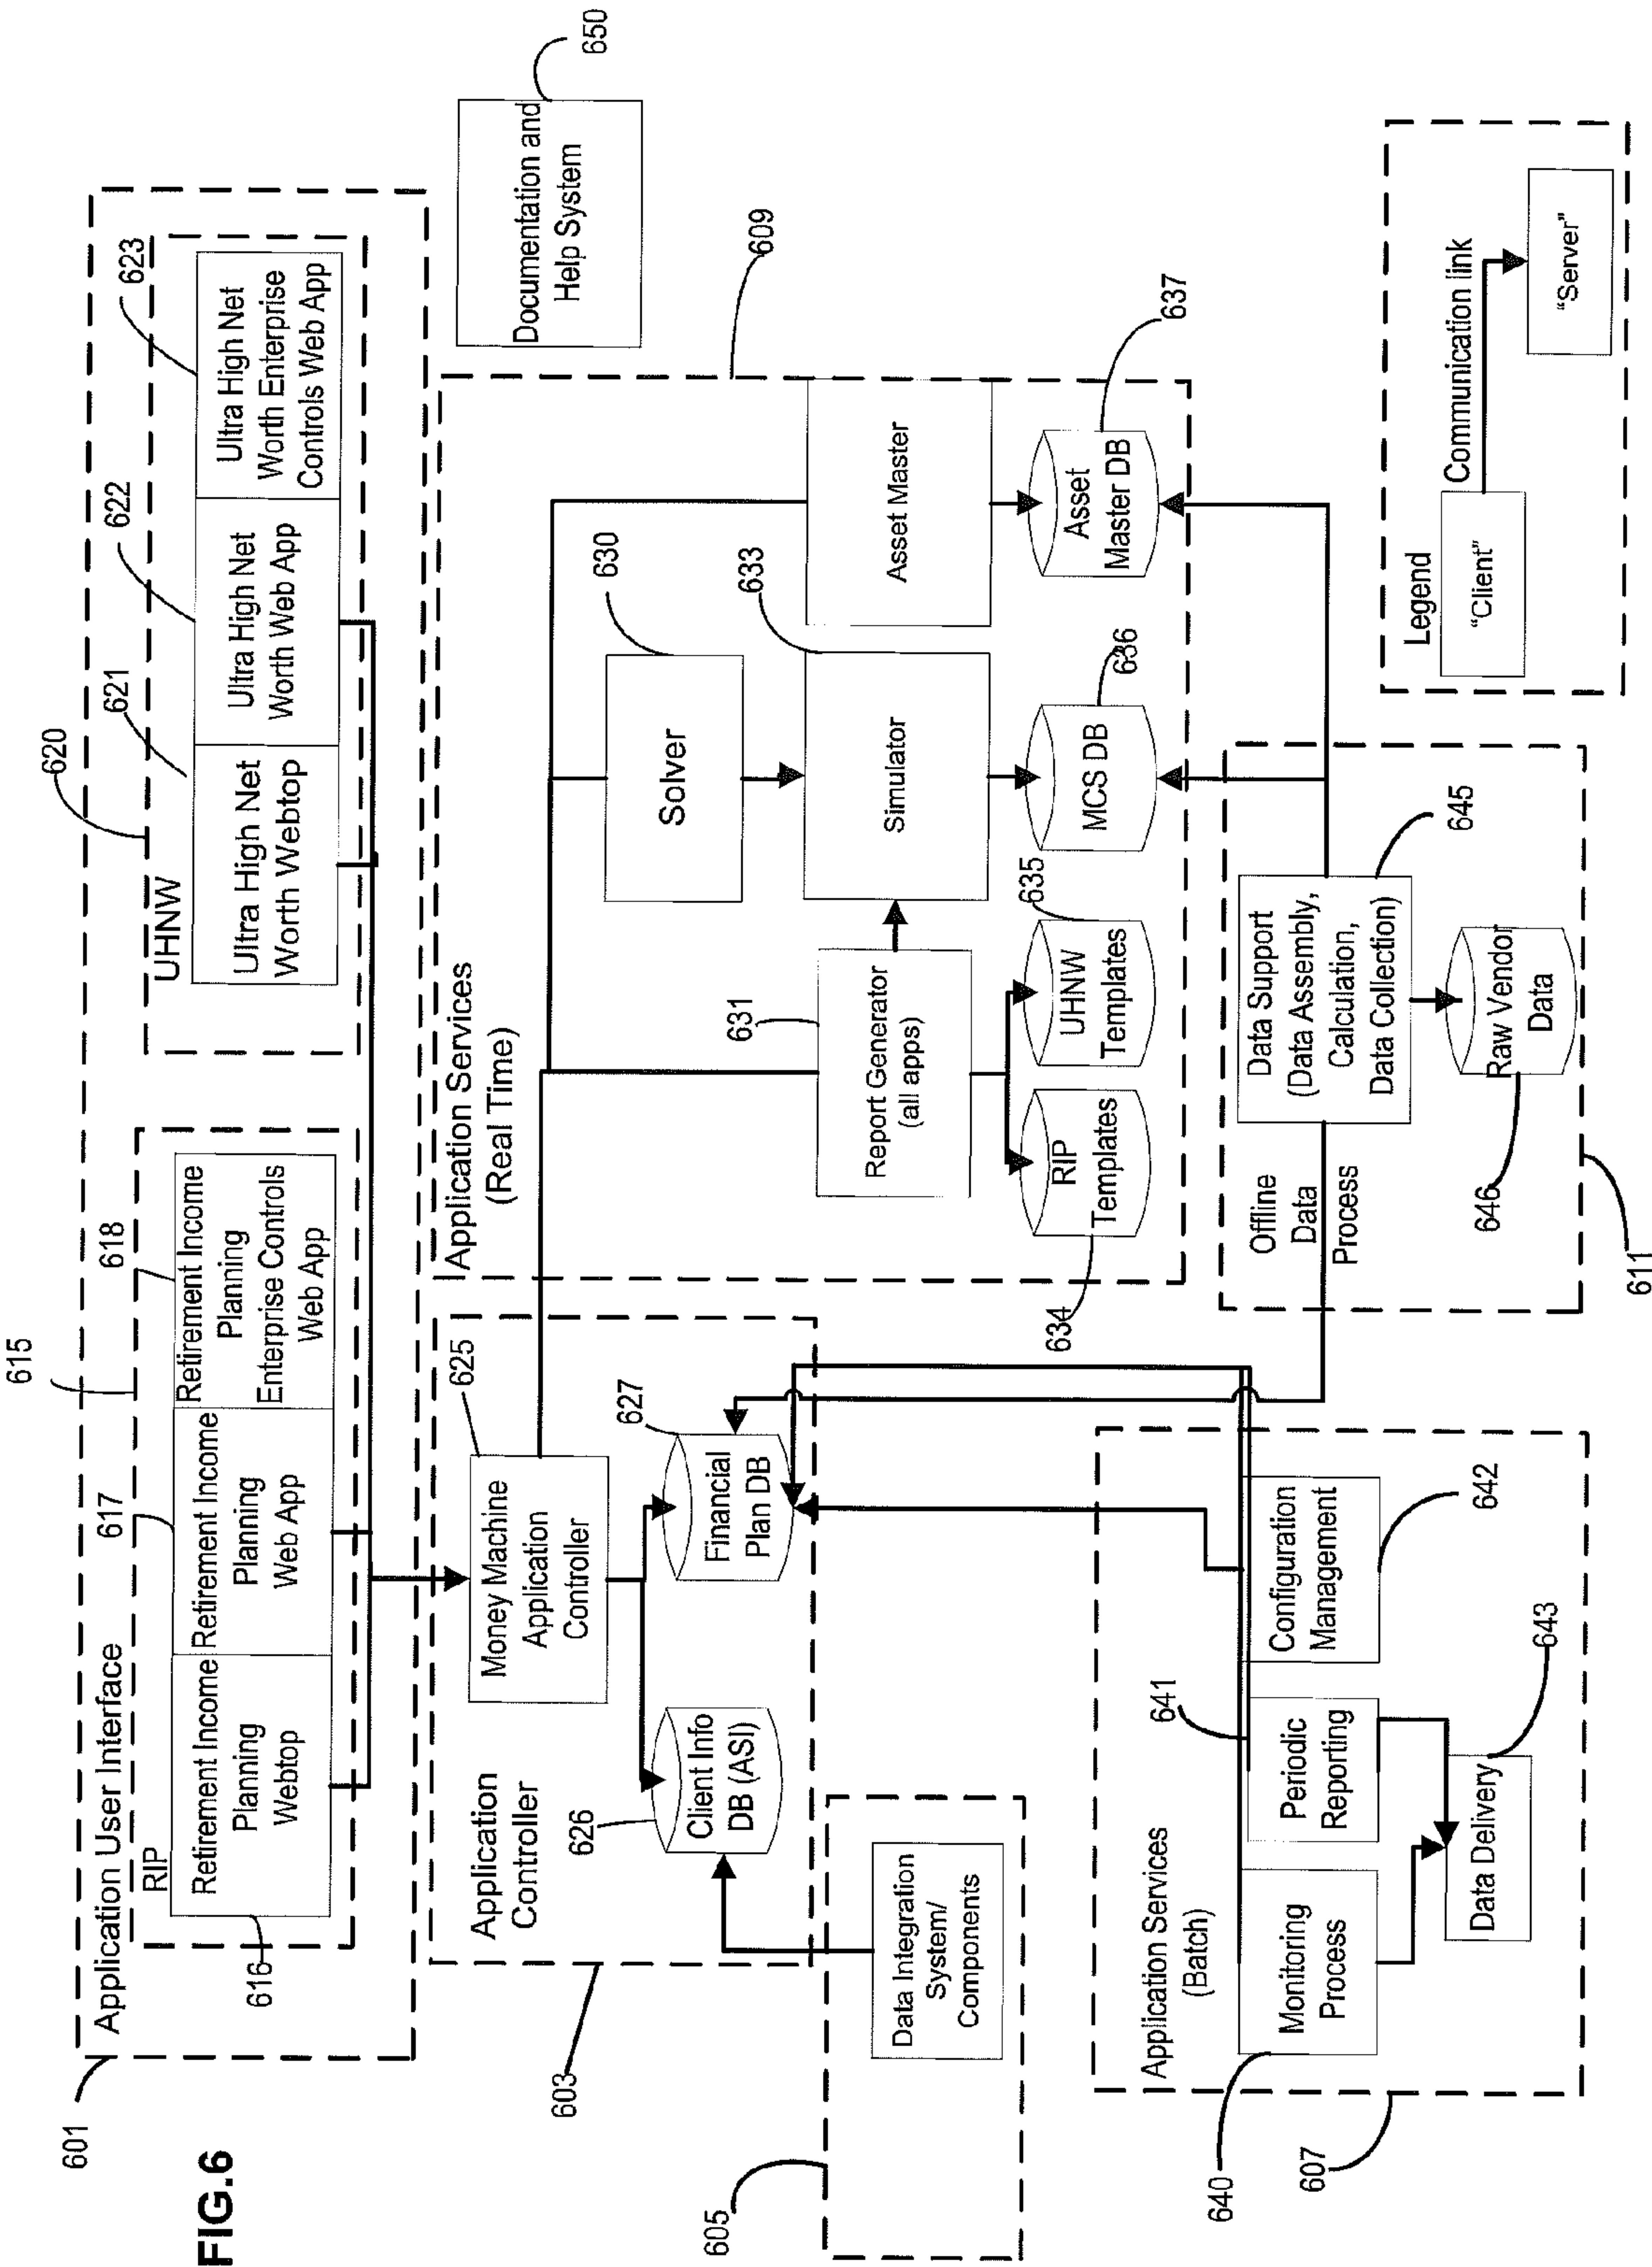 FIG.6
601
Application User Interface
615
617
618
RIP
Retirement Income
Planning
Webtop
Retirement Income
Planning
Web App
Retirement Income
Planning
Enterprise Controls
Web App
616
620
UHNW
621
622
623
Ultra High Net
Worth Webtop
Ultra High Net
Worth Web App
Ultra High Net
Worth Enterprise
Controls Web App
650
Documentation and
Help System
603
Application
Controller
625
Money Machine
Application
Controller
626
Client Info
DB (ASI)
627
Financial
Plan DB
609
Application Services
(Real Time)
630
Solver
631
Report Generator
(all apps)
633
Simulator
Asset Master
634
RIP
Templates
635
UHNW
Templates
636
MCS DB
637
Asset
Master DB
605
Data Integration
System/
Components
607
Application Services
(Batch)
640
Monitoring
Process
641
Periodic
Reporting
642
Configuration
Management
643
Data Delivery
611
Offline
Data
Process
645
Data Support
(Data Assembly,
Calculation,
Data Collection)
646
Raw Vendor
Data
Legend
"Client"
Communication link
"Server"